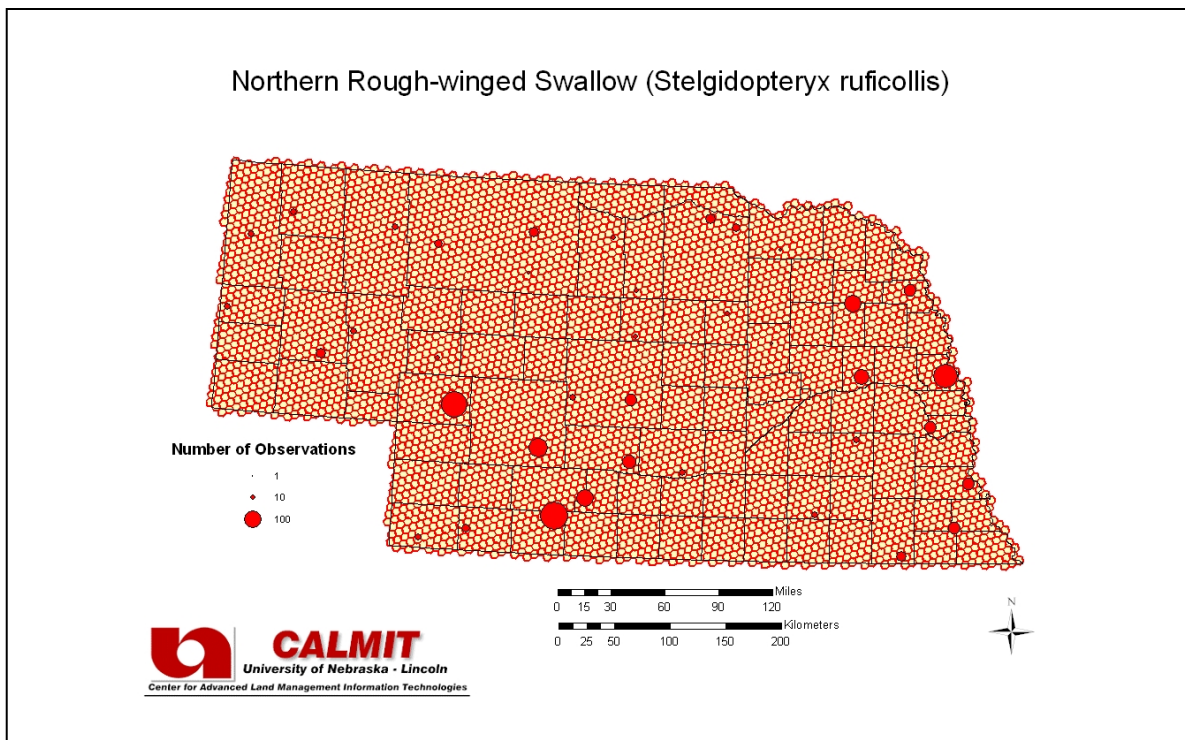 Northern Rough-winged Swallow (Stelgidopteryx ruficollis)
Number of Observations
1
10
100
Miles
0 15 30 60 90 120
Kilometers
0 25 50 100 150 200
N
CALMIT
University of Nebraska - Lincoln
Center for Advanced Land Management Information Technologies